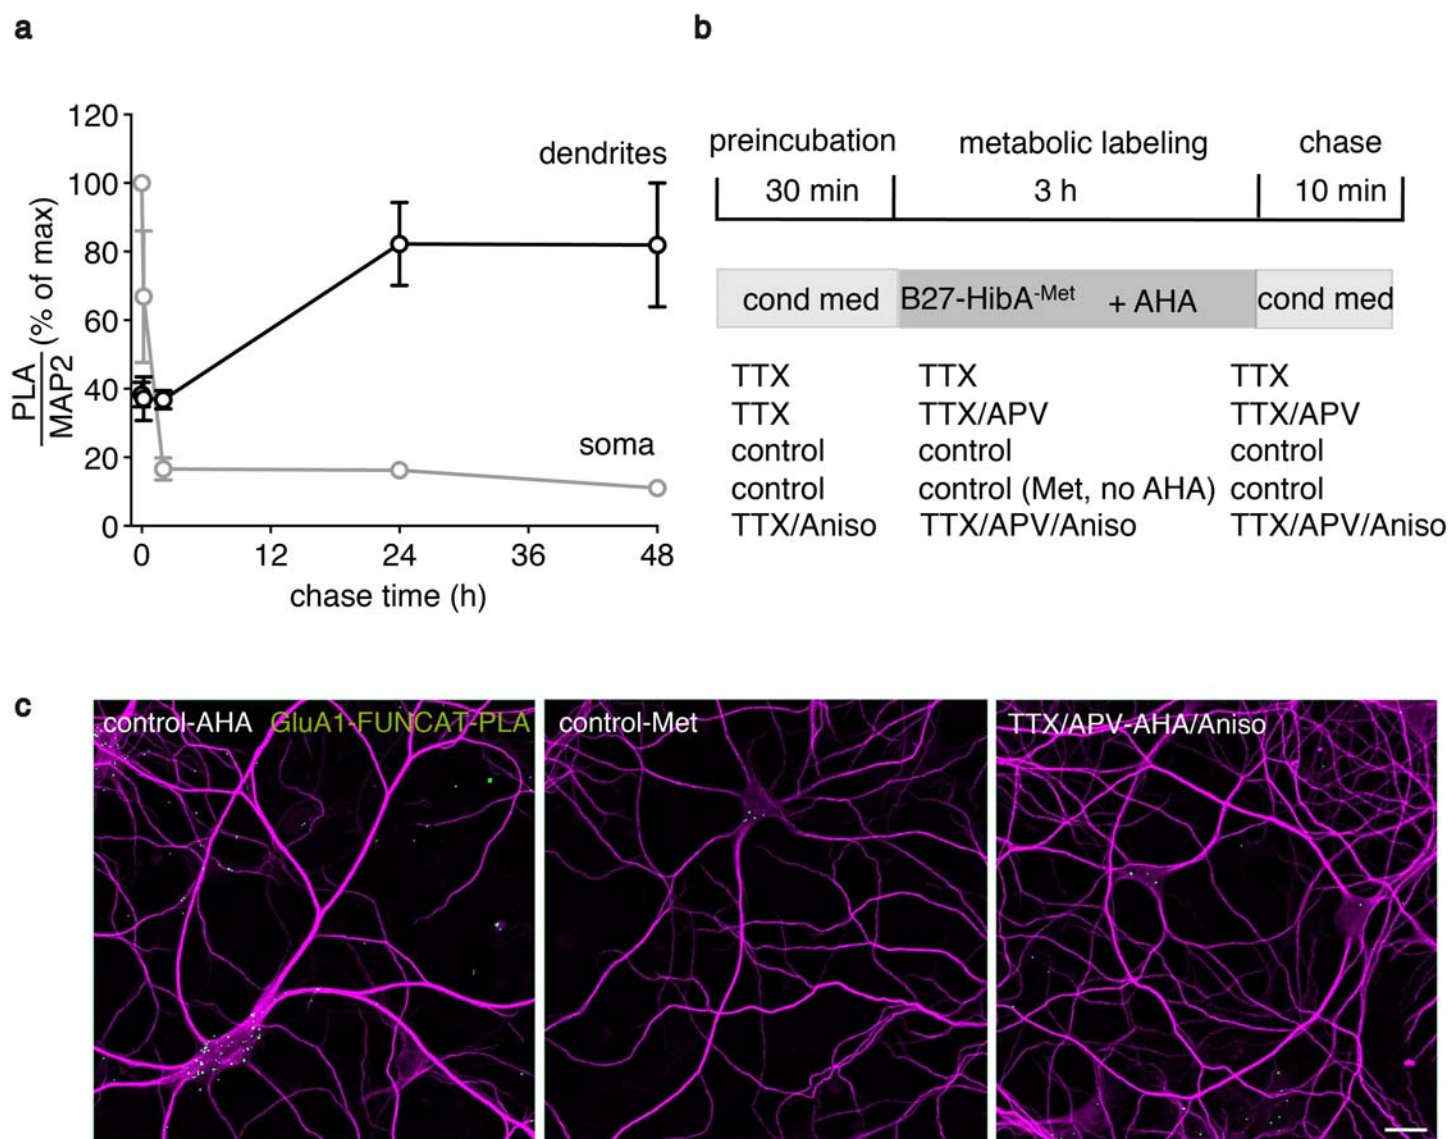 a
120
100
80
60
40
20
0
PLA
MAP2
(% of max)
dendrites
soma
0 12 24 36 48
chase time (h)
b
preincubation metabolic labeling chase
30 min 3 h 10 min
cond med B27-HibA-Met + AHA cond med
TTX TTX TTX
TTX TTX/APV TTX/APV
control control control
control control (Met, no AHA) control
TTX/Aniso TTX/APV/Aniso TTX/APV/Aniso
c
control-AHA GluA1-FUNCAT-PLA
control-Met
TTX/APV-AHA/Aniso